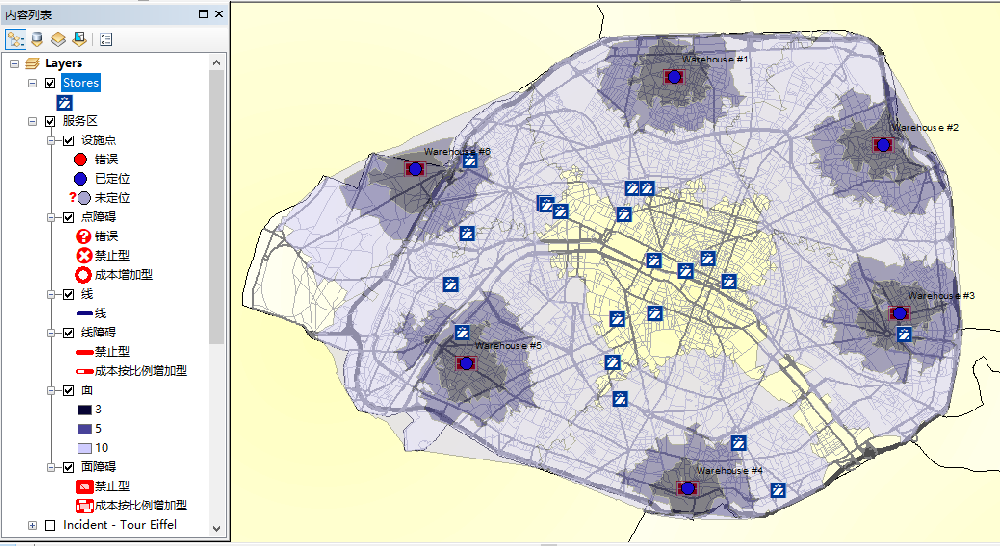 内容列表
Layers
Stores
服务区
设施点
错误
已定位
?
未定位
点障碍
错误
禁止型
成本增加型
线
线
线障碍
禁止型
成本按比例增加型
面
3
5
10
面障碍
禁止型
成本按比例增加型
Incident - Tour Eiffel
Warehouse #1
Warehouse #2
Warehouse #6
Warehouse #3
Warehouse #5
Warehouse #4